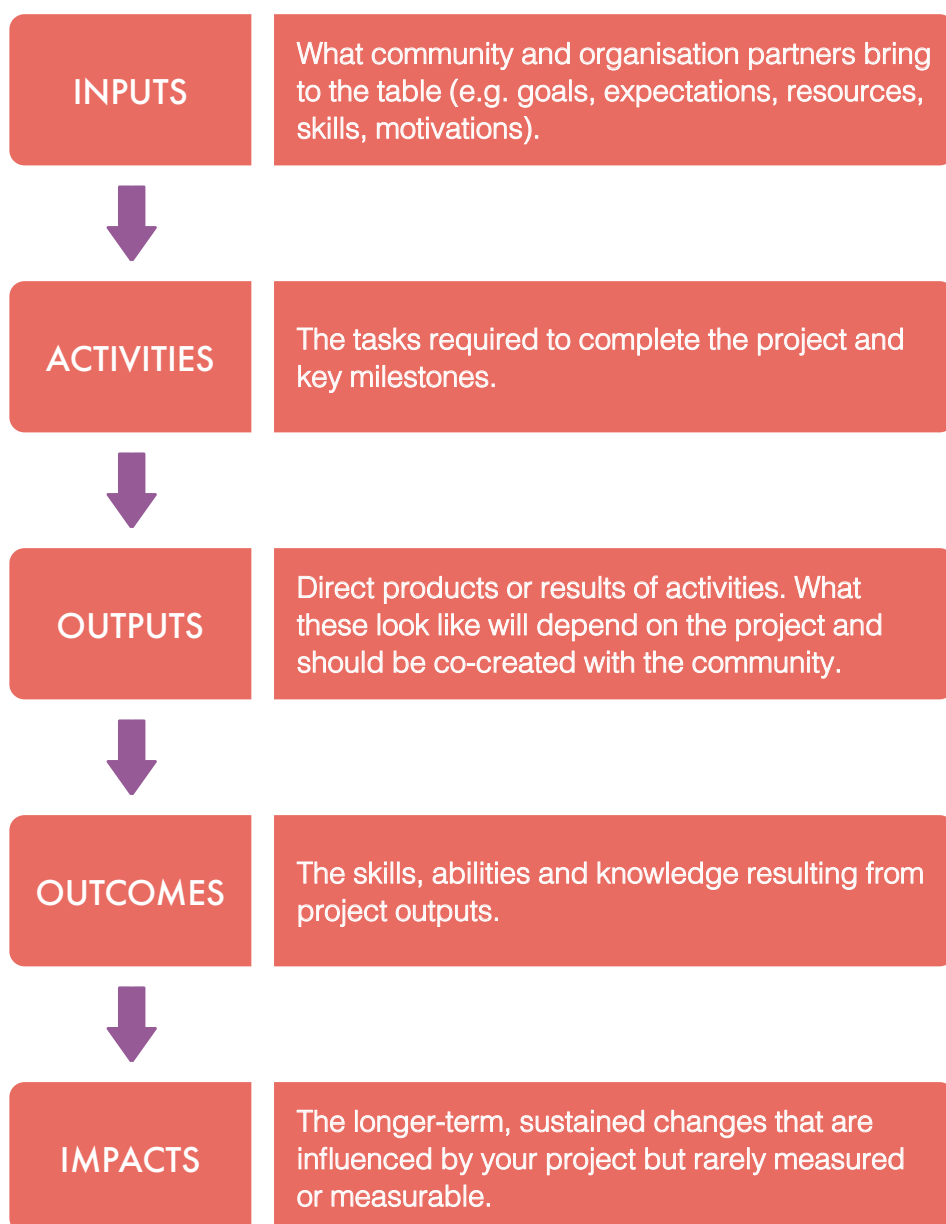 INPUTS
What community and organisation partners bring
to the table (e.g. goals, expectations, resources,
skills, motivations).
ACTIVITIES
The tasks required to complete the project and
key milestones.
OUTPUTS
Direct products or results of activities. What
these look like will depend on the project and
should be co-created with the community.
OUTCOMES
The skills, abilities and knowledge resulting from
project outputs.
IMPACTS
The longer-term, sustained changes that are
influenced by your project but rarely measured
or measurable.